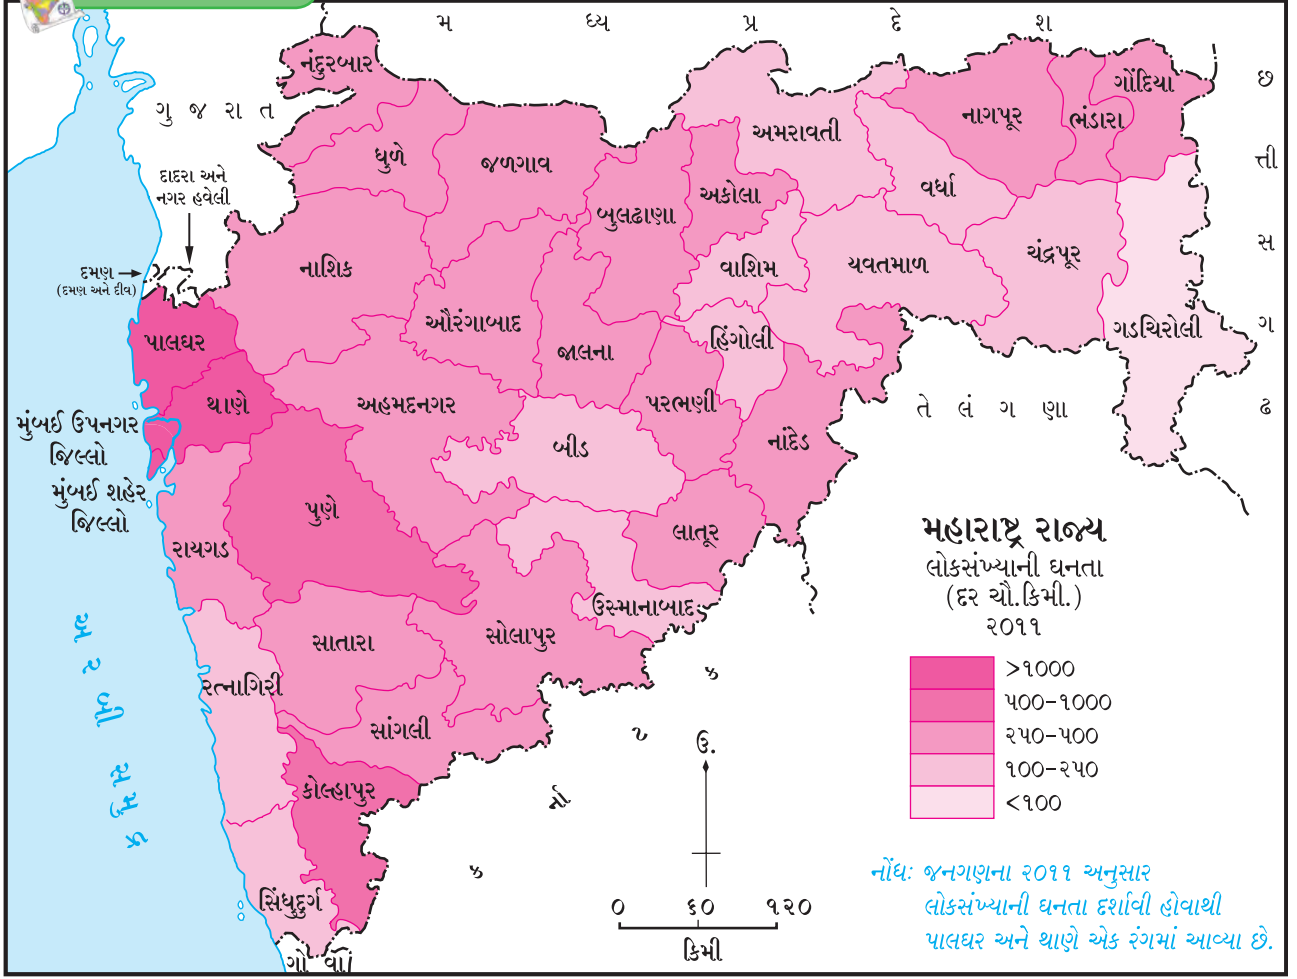 મ ધ્ય પ્ર દે શ
છ
ત્તી
સ
ગ
ઢ
ગુ જ રા ત
દાદરા અને
નગર હવેલી
દમણ
(દમણ અને દીવ)
નંદુરબાર
ધુળે
જળગાવ
બુલઢાણા
અકોલા
અમરાવતી
વર્ધા
નાગપૂર
ભંડારા
ગોંદિયા
નાશિક
ઔરંગાબાદ
જાલના
વાશિમ
હિંગોલી
યવતમાળ
ચંદ્રપૂર
ગડચિરોલી
પાલઘર
થાણે
મુંબઈ ઉપનગર
જિલ્લો
મુંબઈ શહેર
જિલ્લો
અહમદનગર
બીડ
પરભણી
નાંદેડ
તે લં ગ ણા
પુણે
રાયગડ
લાતૂર
ઉસ્માનાબાદ
સોલાપુર
સાતારા
રત્નાગિરી
સાંગલી
કોલ્હાપુર
સિંધુદુર્ગ
ગો વા
ક ર્ના ટ ક
અ ર બી સ મુ દ્ર
મહારાષ્ટ્ર રાજ્ય
લોકસંખ્યાની ઘનતા
(દર ચૌ.કિમી.)
૨૦૧૧
>૧૦૦૦
૫૦૦-૧૦૦૦
૨૫૦-૫૦૦
૧૦૦-૨૫૦
<૧૦૦
ઉ.
૦ ૬૦ ૧૨૦
કિમી
નોંધઃ જનગણના ૨૦૧૧ અનુસાર
લોકસંખ્યાની ઘનતા દર્શાવી હોવાથી
પાલઘર અને થાણે એક રંગમાં આવ્યા છે.